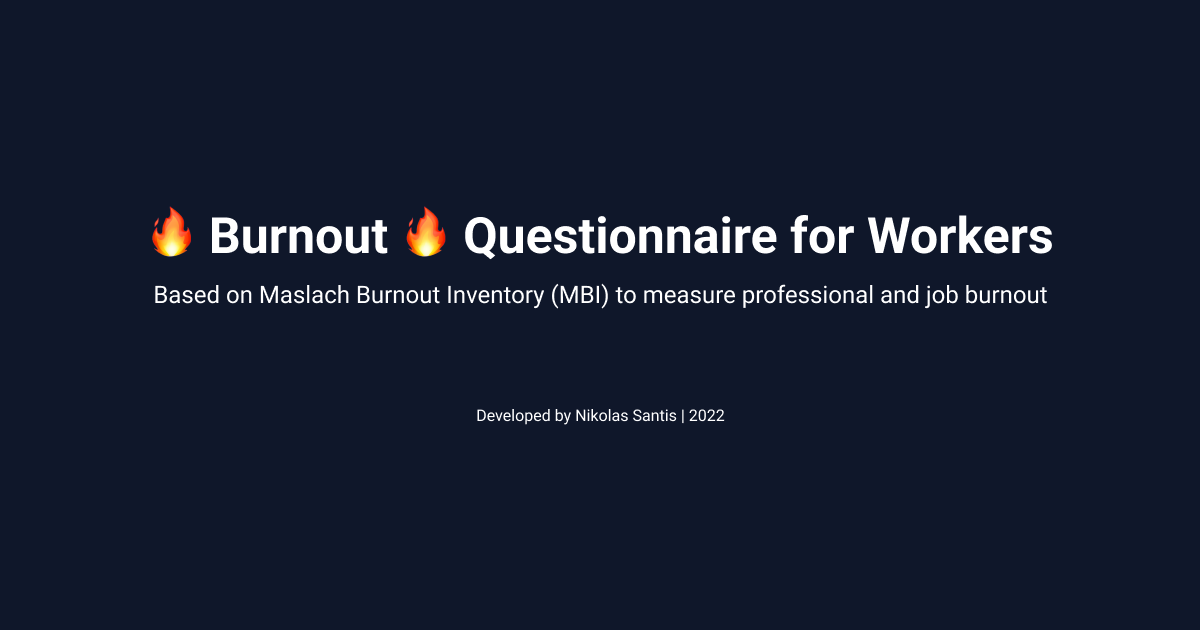 🔥 Burnout 🔥 Questionnaire for Workers
Based on Maslach Burnout Inventory (MBI) to measure professional and job burnout
Developed by Nikolas Santis | 2022